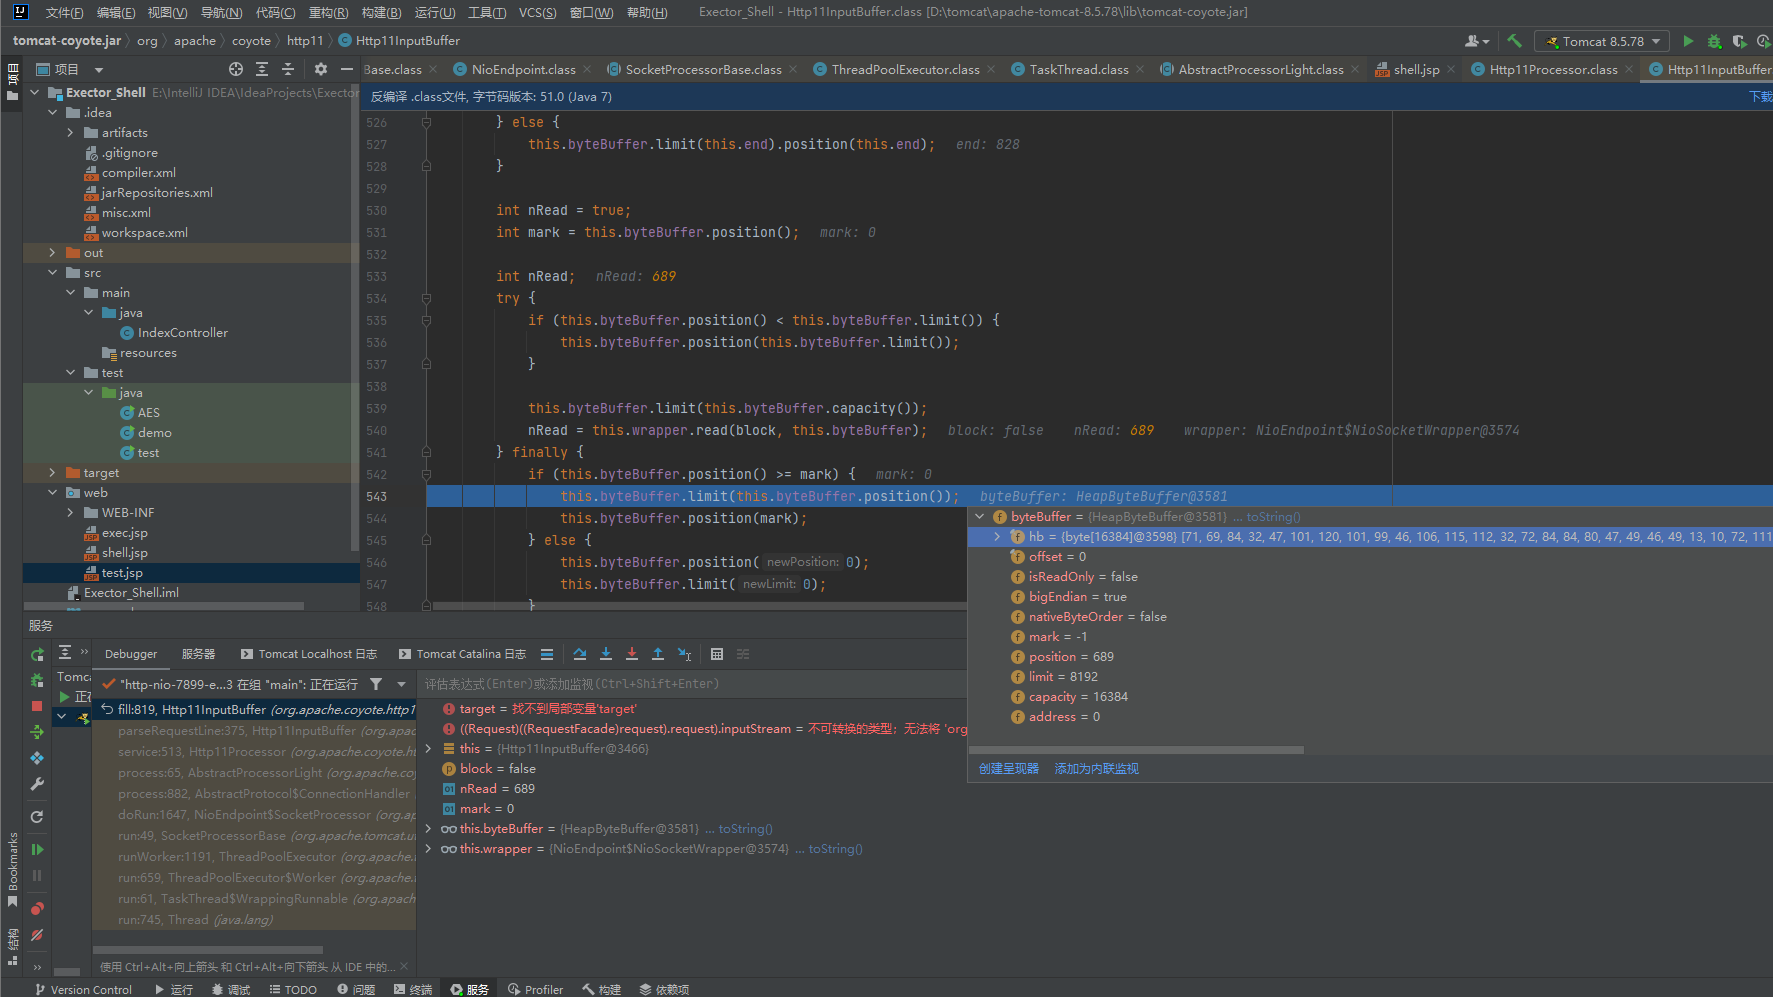 文件(F) 编辑(E) 视图(V) 导航(N) 代码(C) 重构(R) 构建(B) 运行(U) 工具(T) VCS(S) 窗口(W) 帮助(H) Exector_Shell - Http11InputBuffer.class [D:\tomcat\apache-tomcat-8.5.78\lib\tomcat-coyote.jar]
tomcat-coyote.jar org apache coyote http11 Http11InputBuffer Tomcat 8.5.78
项目 Base.class NioEndpoint.class SocketProcessorBase.class ThreadPoolExecutor.class TaskThread.class AbstractProcessorLight.class shell.jsp Http11Processor.class Http11InputBuffer
项目
Exector_Shell E:\IntelliJ IDEA\IdeaProjects\Exector
.idea
artifacts
.gitignore
compiler.xml
jarRepositories.xml
misc.xml
workspace.xml
out
src
main
java
IndexController
resources
test
java
AES
demo
test
target
web
WEB-INF
exec.jsp
shell.jsp
test.jsp
Exector_Shell.iml
反编译 .class文件, 字节码版本: 51.0 (Java 7) 下载
526 } else {
527 this.byteBuffer.limit(this.end).position(this.end); end: 828
528 }
529
530 int nRead = true;
531 int mark = this.byteBuffer.position(); mark: 0
532
533 int nRead; nRead: 689
534 try {
535 if (this.byteBuffer.position() < this.byteBuffer.limit()) {
536 this.byteBuffer.position(this.byteBuffer.limit());
537 }
538
539 this.byteBuffer.limit(this.byteBuffer.capacity());
540 nRead = this.wrapper.read(block, this.byteBuffer); block: false nRead: 689 wrapper: NioEndpoint$NioSocketWrapper@3574
541 } finally {
542 if (this.byteBuffer.position() >= mark) { mark: 0
543 this.byteBuffer.limit(this.byteBuffer.position()); byteBuffer: HeapByteBuffer@3581
544 this.byteBuffer.position(mark);
545 } else {
546 this.byteBuffer.position( newPosition: 0);
547 this.byteBuffer.limit( newLimit: 0);
548 }
byteBuffer = {HeapByteBuffer@3581} ... toString()
hb = {byte[16384]@3598} [71, 69, 84, 32, 47, 101, 120, 101, 99, 46, 106, 115, 112, 32, 72, 84, 84, 80, 47, 49, 46, 49, 13, 10, 72, 111
offset = 0
isReadOnly = false
bigEndian = true
nativeByteOrder = false
mark = -1
position = 689
limit = 8192
capacity = 16384
address = 0
创建呈现器 添加为内联监视
服务
Debugger 服务器 Tomcat Localhost 日志 Tomcat Catalina 日志
Tomc
正在
"http-nio-7899-e...3 在组 "main": 正在运行
fill:819, Http11InputBuffer (org.apache.coyote.http1
parseRequestLine:375, Http11InputBuffer (org.apac
service:513, Http11Processor (org.apache.coyote.ht
process:65, AbstractProcessorLight (org.apache.coy
process:882, AbstractProtocol$ConnectionHandler
doRun:1647, NioEndpoint$SocketProcessor (org.apac
run:49, SocketProcessorBase (org.apache.tomcat.ut
runWorker:1191, ThreadPoolExecutor (org.apache.
run:659, ThreadPoolExecutor$Worker (org.apache.
run:61, TaskThread$WrappingRunnable (org.apach
run:745, Thread (java.lang)
使用 Ctrl+Alt+向上箭头 和 Ctrl+Alt+向下箭头 从 IDE 中的...
评估表达式(Enter)或添加监视(Ctrl+Shift+Enter)
target = 找不到局部变量'target'
((Request)((RequestFacade)request).request).inputStream = 不可转换的类型；无法将 'org
this = {Http11InputBuffer@3466}
block = false
nRead = 689
mark = 0
this.byteBuffer = {HeapByteBuffer@3581} ... toString()
this.wrapper = {NioEndpoint$NioSocketWrapper@3574} ... toString()
Bookmarks
结构
Version Control 运行 调试 TODO 问题 终端 服务 Profiler 构建 依赖项